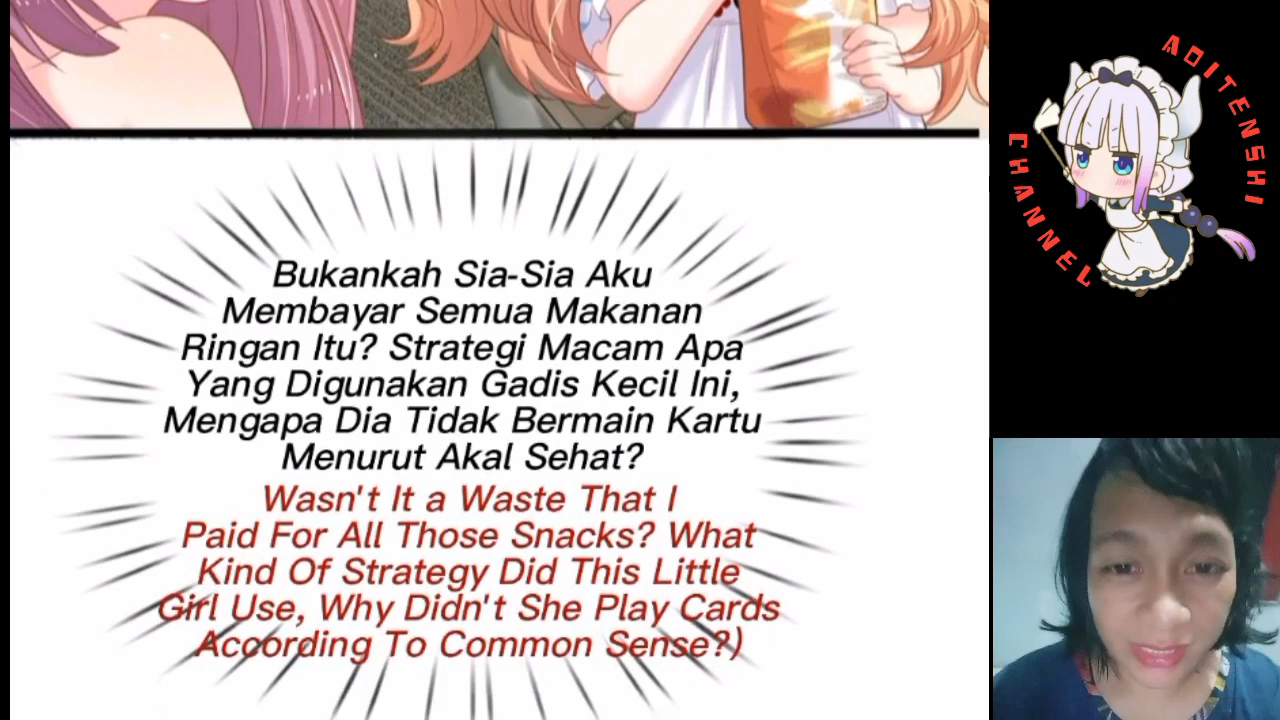 Bukankah Sia-Sia Aku
Membayar Semua Makanan
Ringan Itu? Strategi Macam Apa
Yang Digunakan Gadis Kecil Ini,
Mengapa Dia Tidak Bermain Kartu
Menurut Akal Sehat?
Wasn't It a Waste That I
Paid For All Those Snacks? What
Kind Of Strategy Did This Little
Girl Use, Why Didn't She Play Cards
According To Common Sense?)
ADITENSHI
CHANNEL